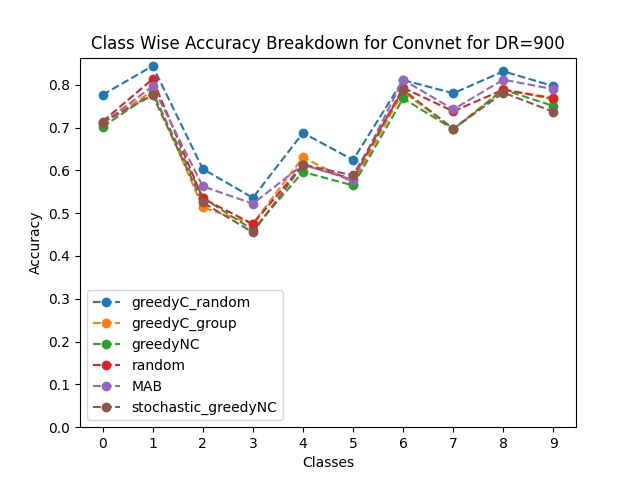 Class Wise Accuracy Breakdown for Convnet for DR=900
0.8
0.7
0.6
0.5
0.4
0.3
0.2
0.1
0.0
Accuracy
greedyC_random
greedyC_group
greedyNC
random
MAB
stochastic_greedyNC
0 1 2 3 4 5 6 7 8 9
Classes